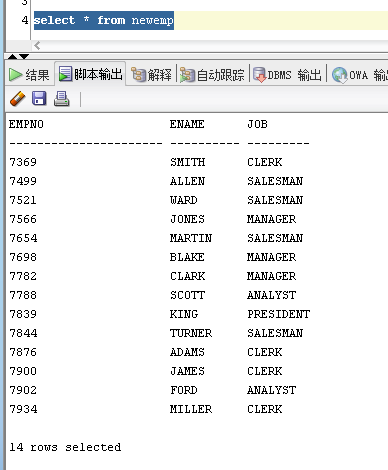 3
4 select * from newemp
结果 脚本输出 解释 自动跟踪 DBMS 输出 OWA 输
EMPNO ENAME JOB
---------------------- ---------- ---------
7369 SMITH CLERK
7499 ALLEN SALESMAN
7521 WARD SALESMAN
7566 JONES MANAGER
7654 MARTIN SALESMAN
7698 BLAKE MANAGER
7782 CLARK MANAGER
7788 SCOTT ANALYST
7839 KING PRESIDENT
7844 TURNER SALESMAN
7876 ADAMS CLERK
7900 JAMES CLERK
7902 FORD ANALYST
7934 MILLER CLERK
14 rows selected